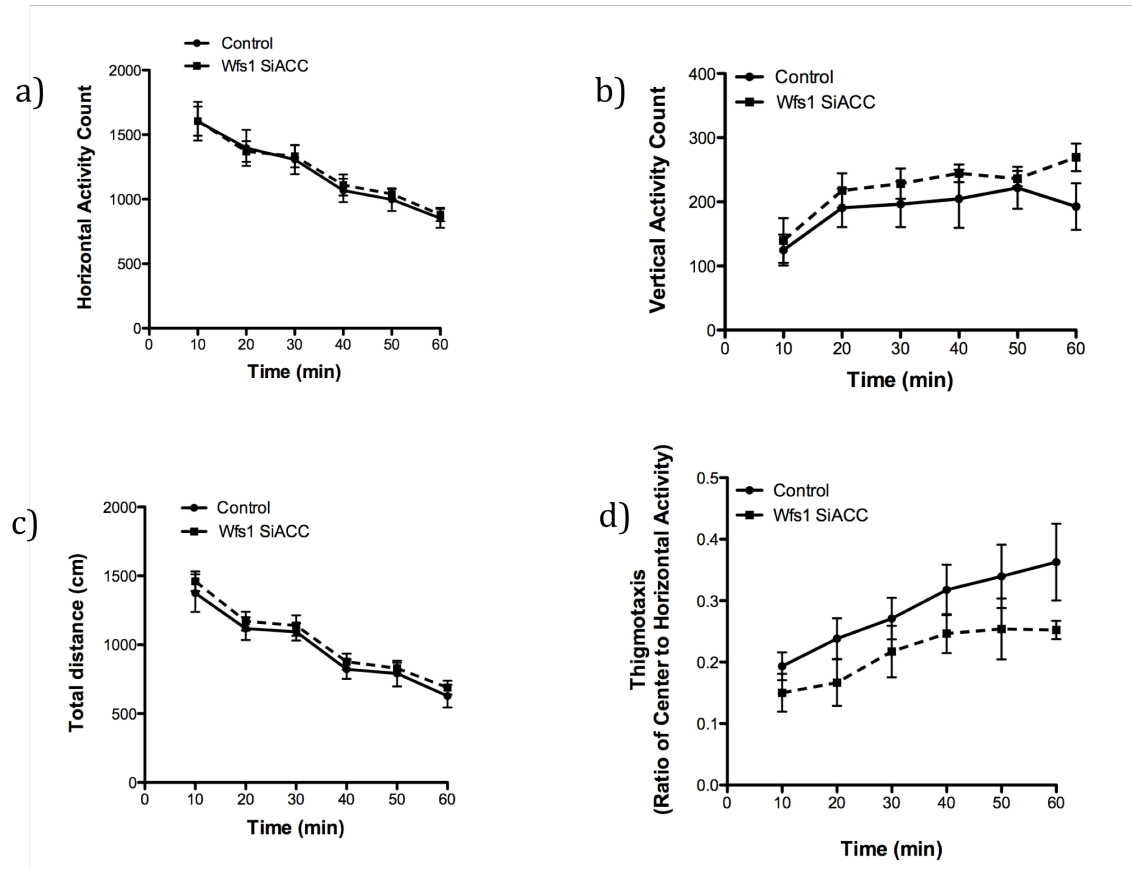 a)
Control
Wfs1 SiACC
Horizontal Activity Count
2000
1500
1000
500
0
0 10 20 30 40 50 60
Time (min)
b)
Control
Wfs1 SiACC
Vertical Activity Count
400
300
200
100
0
0 10 20 30 40 50 60
Time (min)
c)
Control
Wfs1 SiACC
Total distance (cm)
2000
1500
1000
500
0
0 10 20 30 40 50 60
Time (min)
d)
Control
Wfs1 SiACC
Thigmotaxis
(Ratio of Center to Horizontal Activity)
0.5
0.4
0.3
0.2
0.1
0.0
0 10 20 30 40 50 60
Time (min)